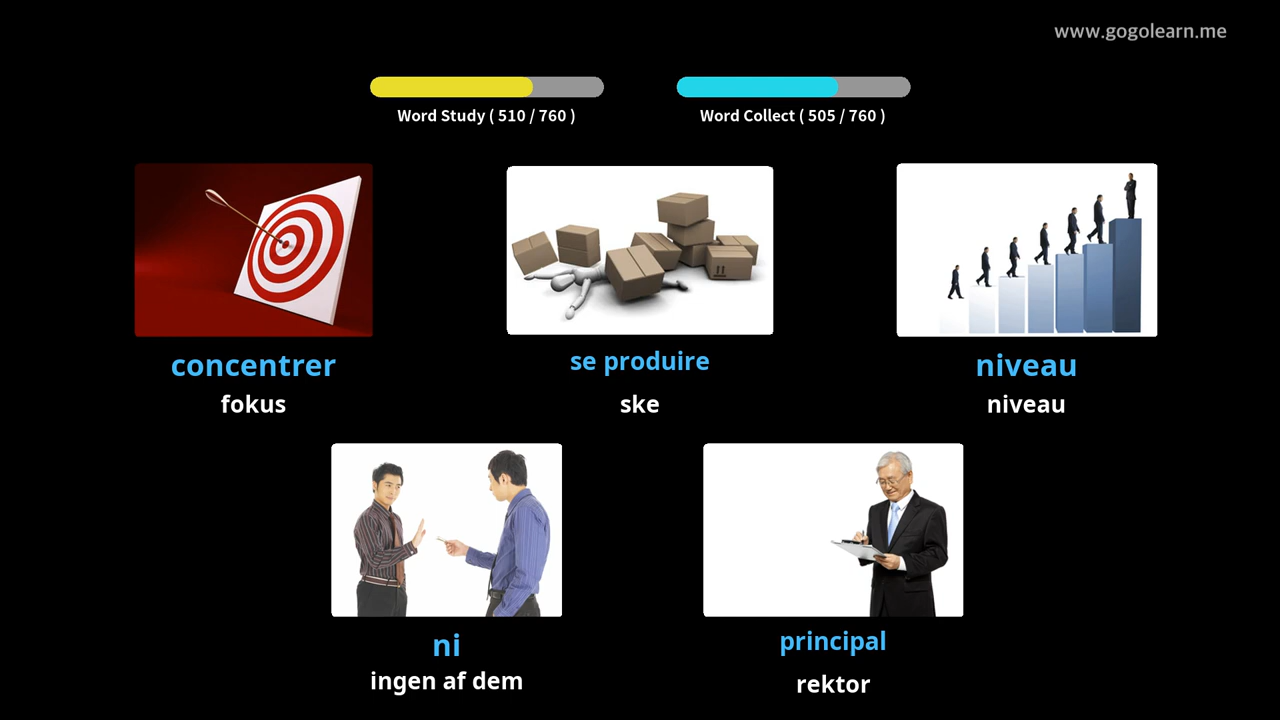 www.gogolearn.me
Word Study ( 510 / 760 )
Word Collect ( 505 / 760 )
concentrer
fokus
se produire
ske
niveau
niveau
ni
ingen af dem
principal
rektor